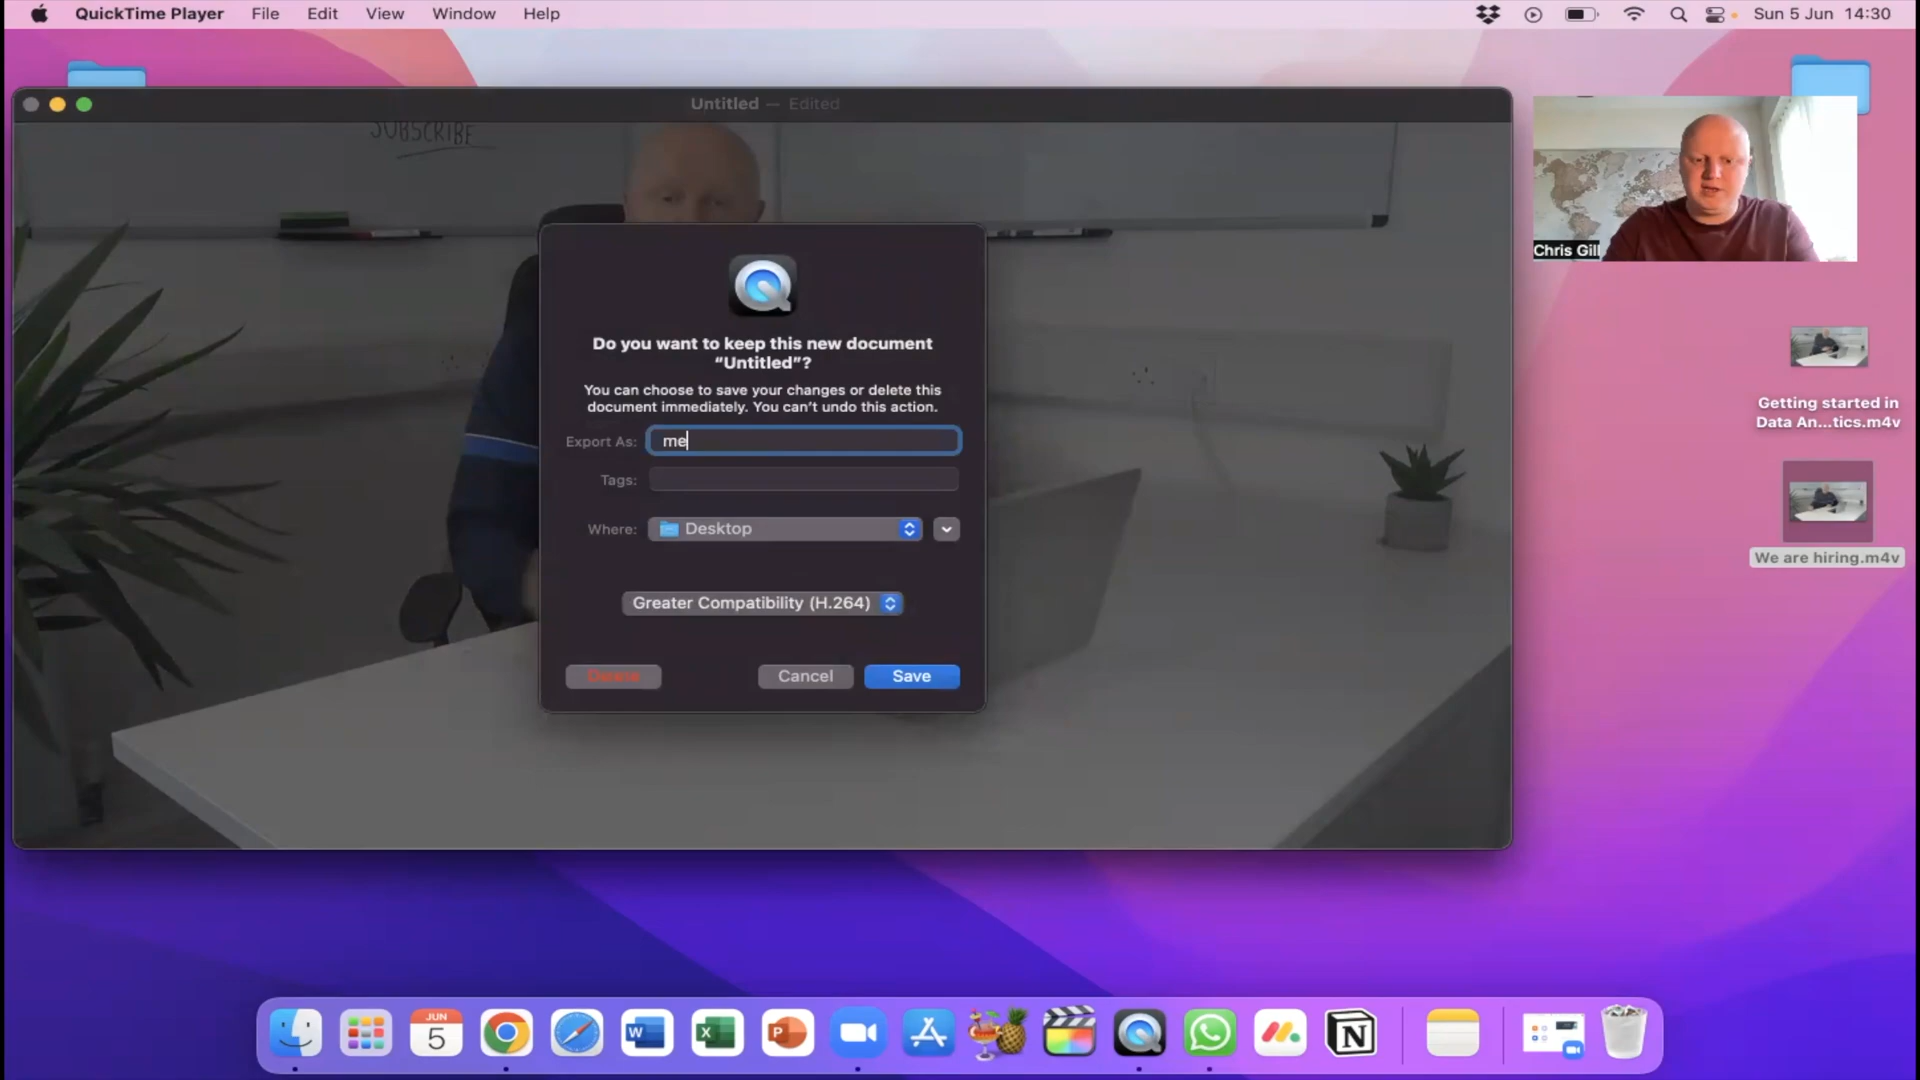 QuickTime Player File Edit View Window Help
Sun 5 Jun 14:30
Untitled — Edited
SUBSCRIBE
Chris Gill
Do you want to keep this new document
“Untitled”?
You can choose to save your changes or delete this
document immediately. You can’t undo this action.
Export As: me
Tags:
Where: Desktop
Greater Compatibility (H.264)
Delete Cancel Save
Getting started in
Data An...tics.m4v
We are hiring.m4v
JUN
5
W
X
P
N